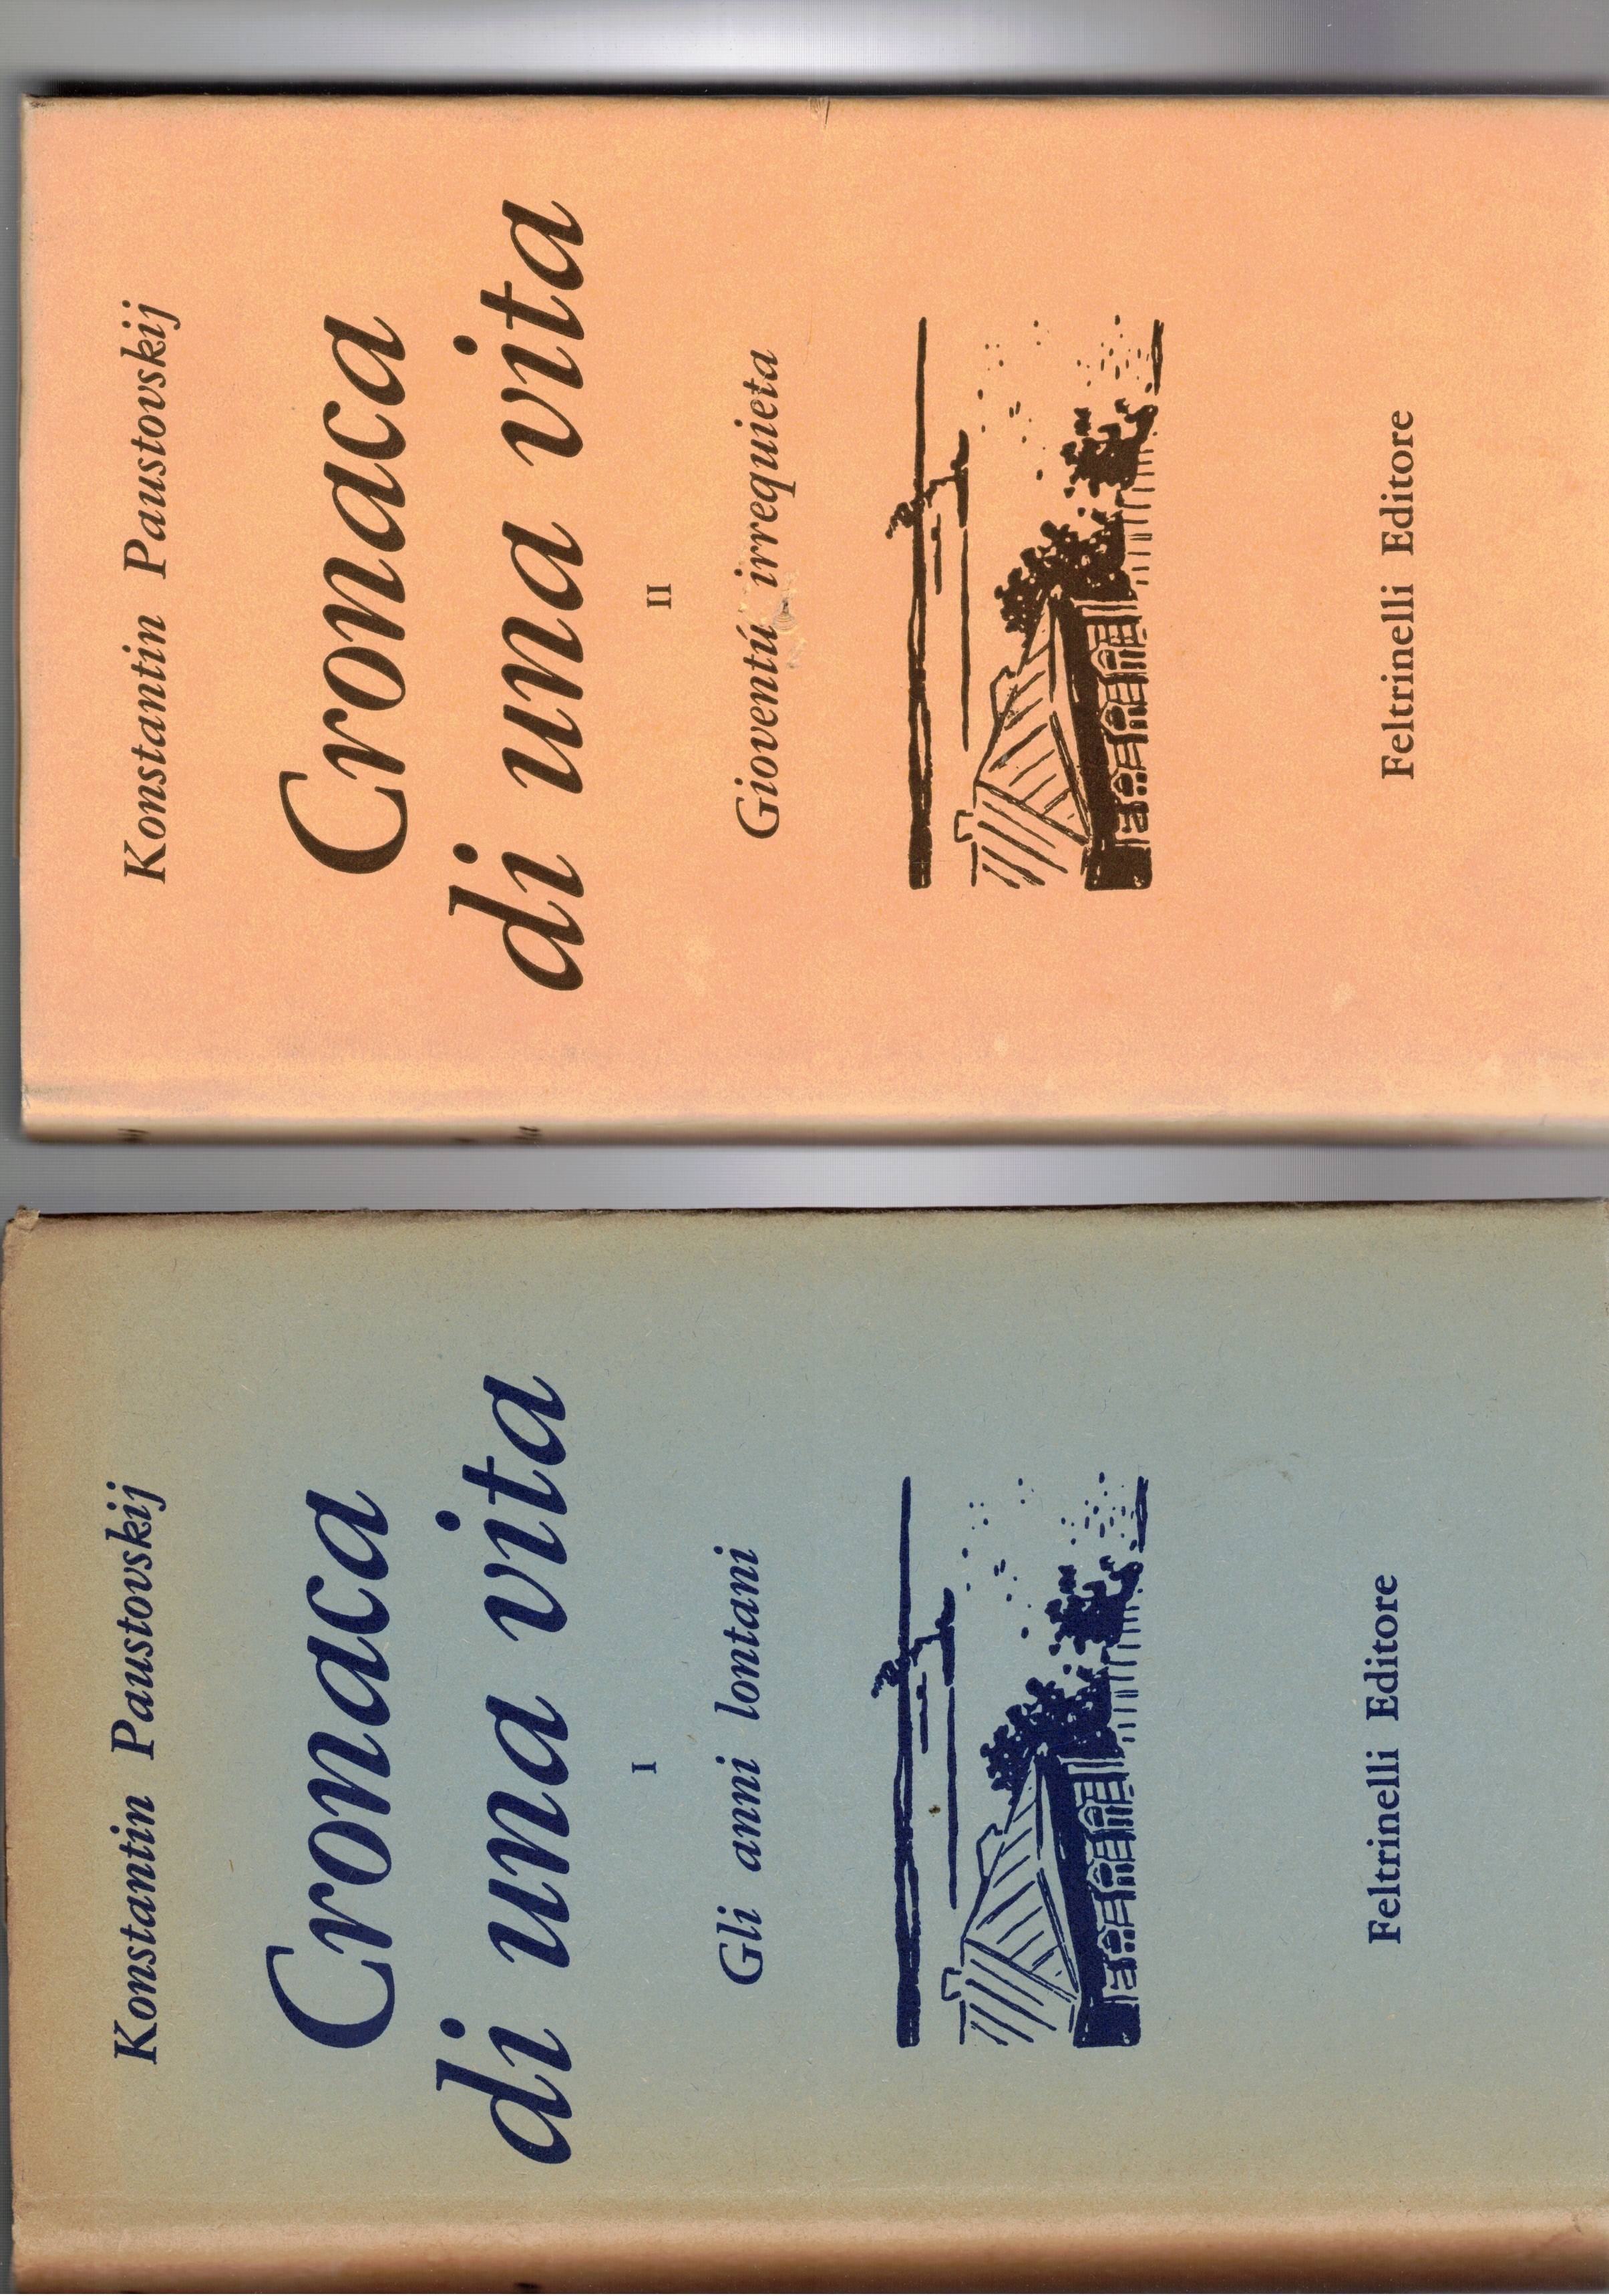 Konstantin Paustovskij
Cronaca
di una vita
I
Gli anni lontani
Feltrinelli Editore
Konstantin Paustovskij
Cronaca
di una vita
II
Gioventú irrequieta
Feltrinelli Editore